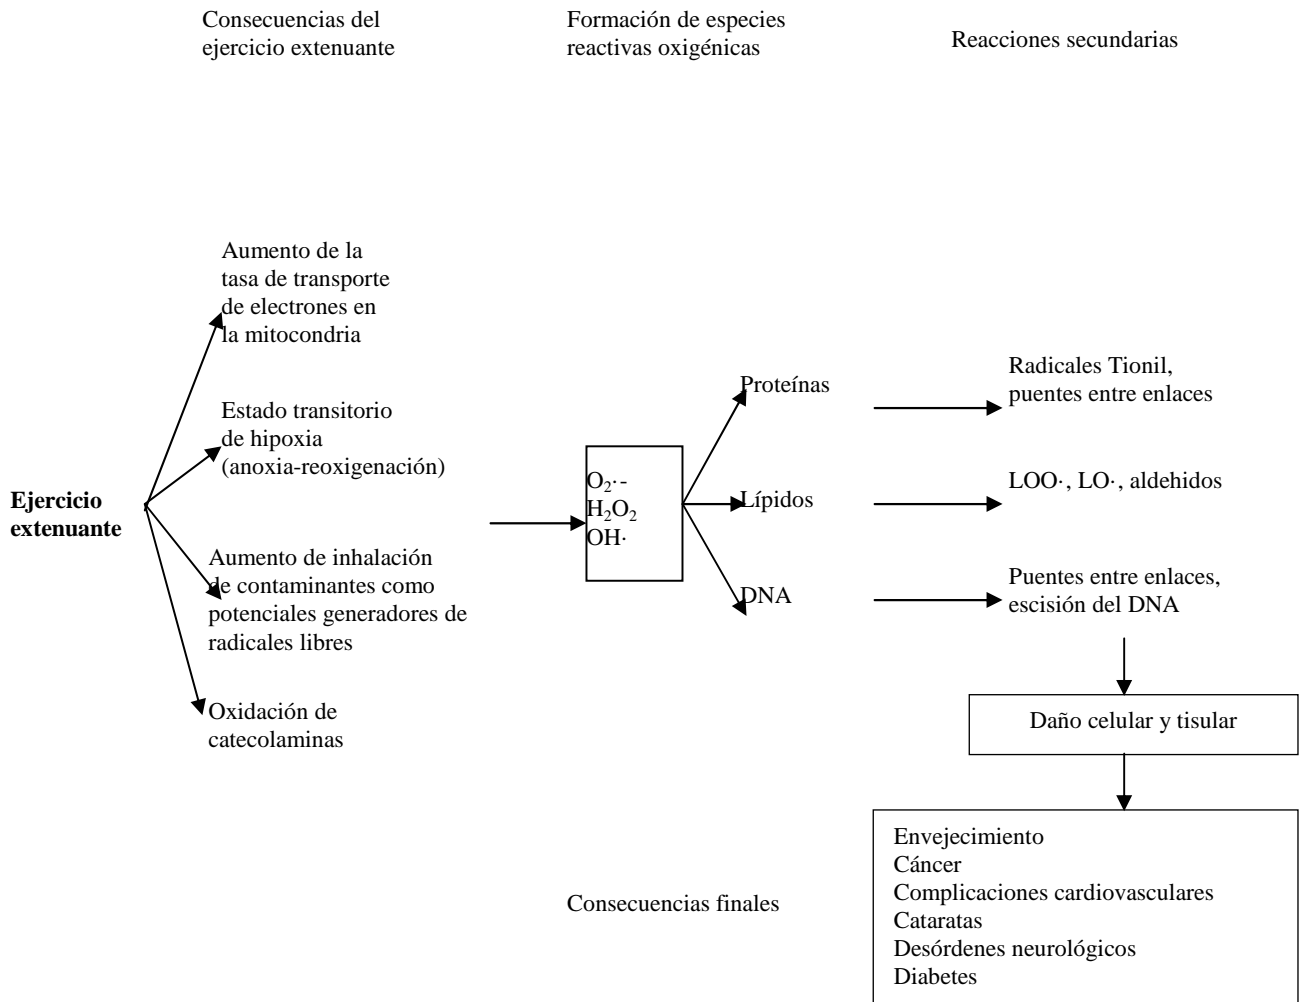 Consecuencias del
ejercicio extenuante
Formación de especies
reactivas oxigénicas
Reacciones secundarias
Aumento de la
tasa de transporte
de electrones en
la mitocondria
Estado transitorio
de hipoxia
(anoxia-reoxigenación)
Ejercicio
extenuante
Aumento de inhalación
de contaminantes como
potenciales generadores de
radicales libres
Oxidación de
catecolaminas
O₂·-
H₂O₂
OH·
Proteínas
Lípidos
DNA
Radicales Tionil,
puentes entre enlaces
LOO·, LO·, aldehidos
Puentes entre enlaces,
escisión del DNA
Daño celular y tisular
Consecuencias finales
Envejecimiento
Cáncer
Complicaciones cardiovasculares
Cataratas
Desórdenes neurológicos
Diabetes